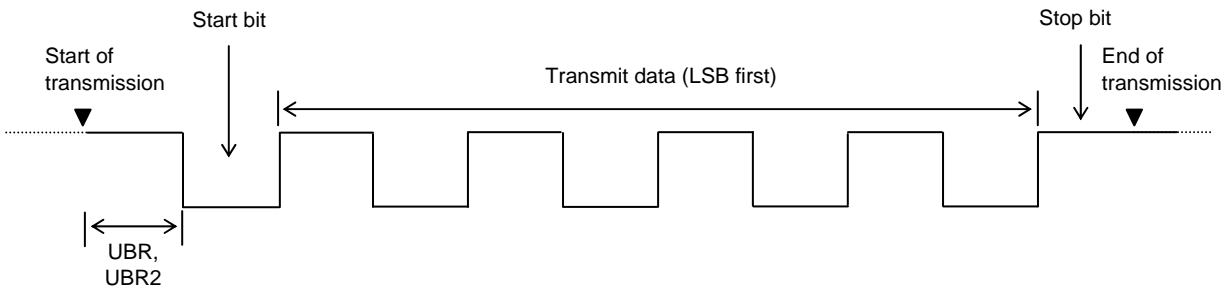 Start bit
Stop bit
Start of
transmission
End of
transmission
Transmit data (LSB first)
UBR,
UBR2